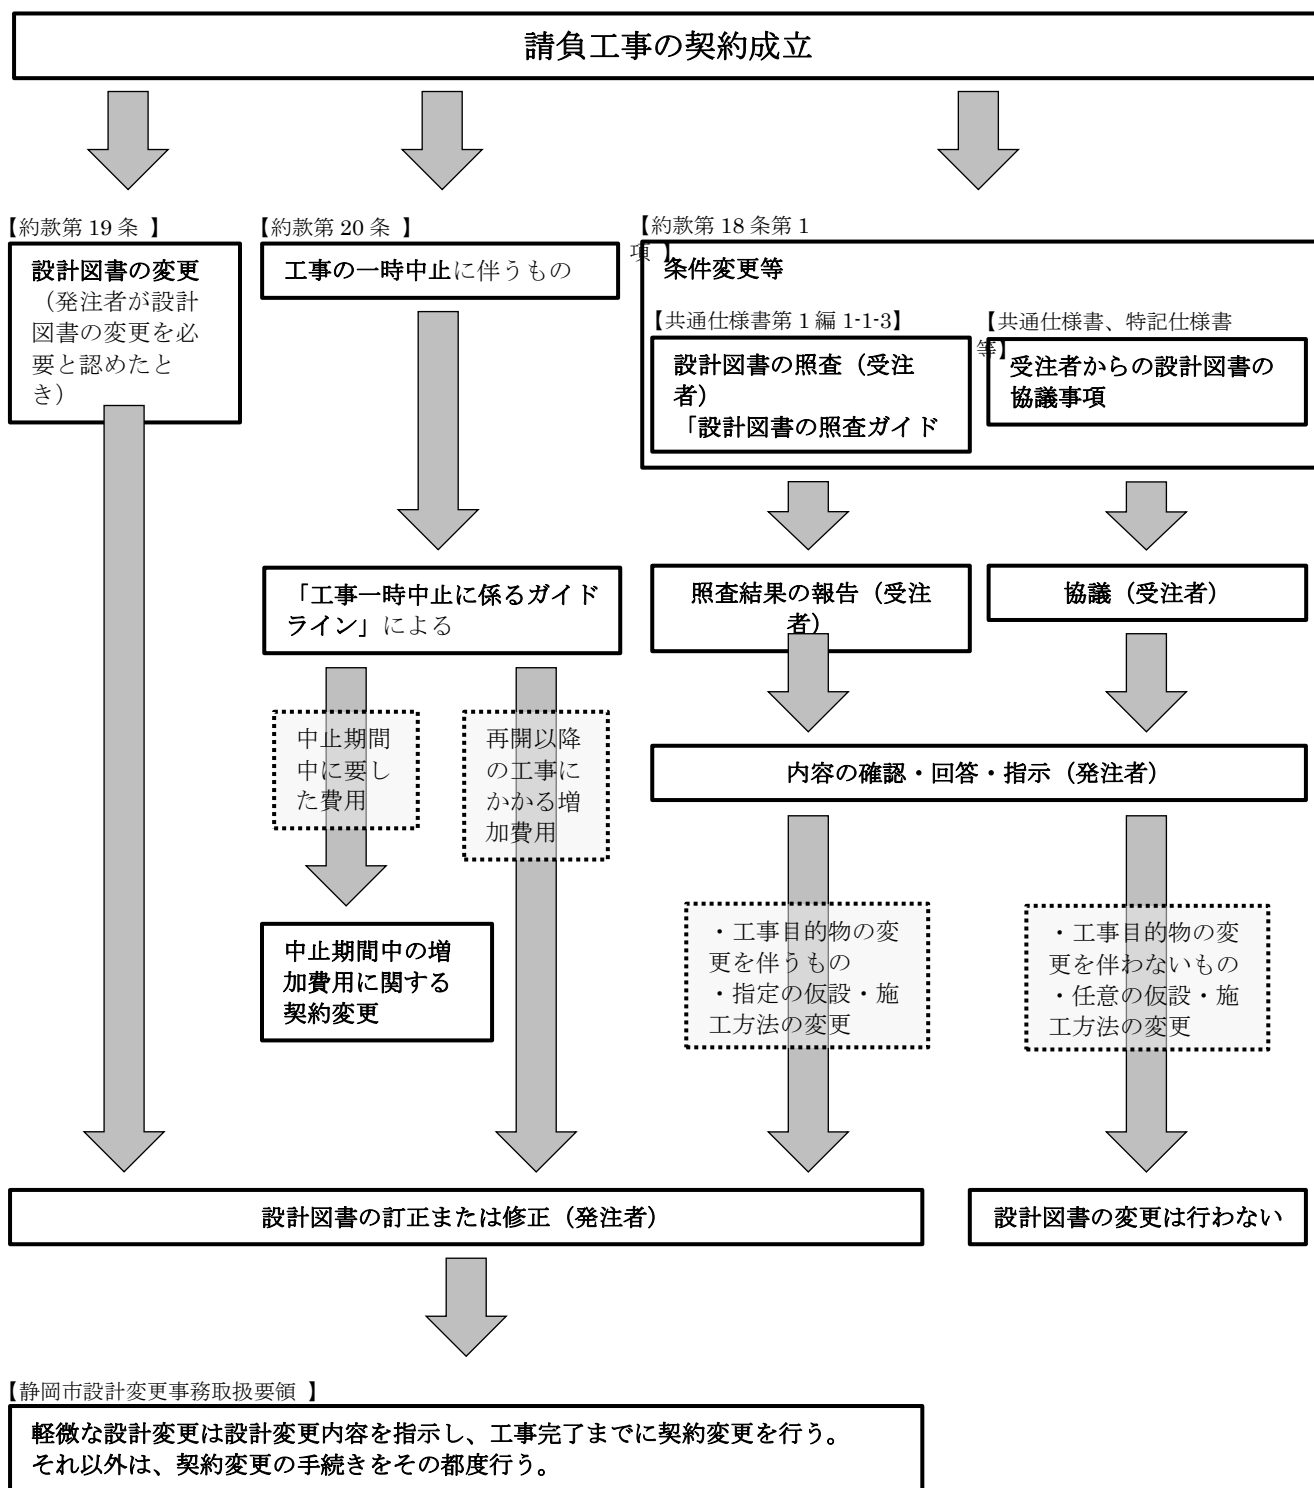 請負工事の契約成立
【約款第 19 条 】
設計図書の変更
（発注者が設計
図書の変更を必
要と認めたと
き）
【約款第 20 条 】
工事の一時中止に伴うもの
【約款第 18 条第 1
項 】
条件変更等
【共通仕様書第 1 編 1-1-3】
設計図書の照査（受注
者）
「設計図書の照査ガイド
【共通仕様書、特記仕様書
等】
受注者からの設計図書の
協議事項
「工事一時中止に係るガイド
ライン」による
照査結果の報告（受注
者）
協議（受注者）
中止期間
中に要し
た費用
再開以降
の工事に
かかる増
加費用
内容の確認・回答・指示（発注者）
中止期間中の増
加費用に関する
契約変更
・工事目的物の変
更を伴うもの
・指定の仮設・施
工方法の変更
・工事目的物の変
更を伴わないもの
・任意の仮設・施
工方法の変更
設計図書の訂正または修正（発注者）
設計図書の変更は行わない
【静岡市設計変更事務取扱要領 】
軽微な設計変更は設計変更内容を指示し、工事完了までに契約変更を行う。
それ以外は、契約変更の手続きをその都度行う。